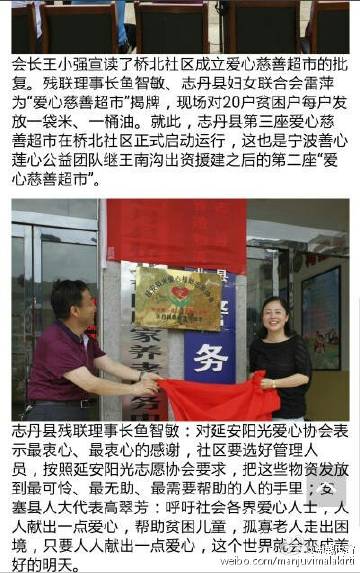 会长王小强宣读了桥北社区成立爱心慈善超市的批
复。残联理事长鱼智敏、志丹县妇女联合会雷萍
为“爱心慈善超市”揭牌，现场对20户贫困户每户发
放一袋米、一桶油。就此，志丹县第三座爱心慈
善超市在桥北社区正式启动运行，这也是宁波善心
莲心公益团队继王南沟出资援建之后的第二座“爱
心慈善超市”。
县
务
家养
志丹县残联理事长鱼智敏：对延安阳光爱心协会表
示最衷心、最衷心的感谢，社区要选好管理人
员，按照延安阳光志愿协会要求，把这些物资发放
到最可怜、最无助、最需要帮助的人的手里；安
塞县人大代表高翠芳：呼吁社会各界爱心人士，人
人献出一点爱心，帮助贫困儿童，孤寡老人走出困
境，只要人人献出一点爱心，这个世界就会变成美
好的明天。
weibo.com/manjuvimalakirti